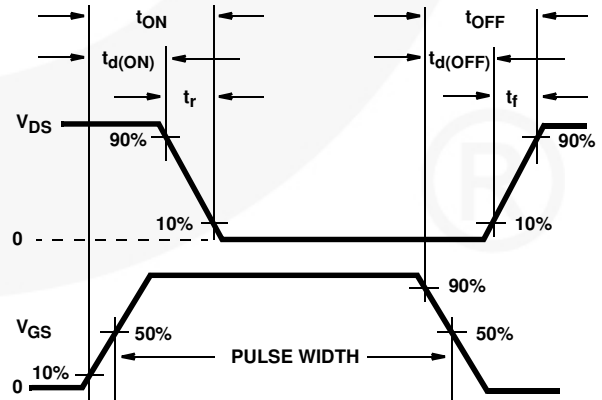 tON
tOFF
td(ON)
td(OFF)
tr
tf
VDS
90%
90%
10%
10%
0
90%
VGS
50%
50%
10%
PULSE WIDTH
0
®